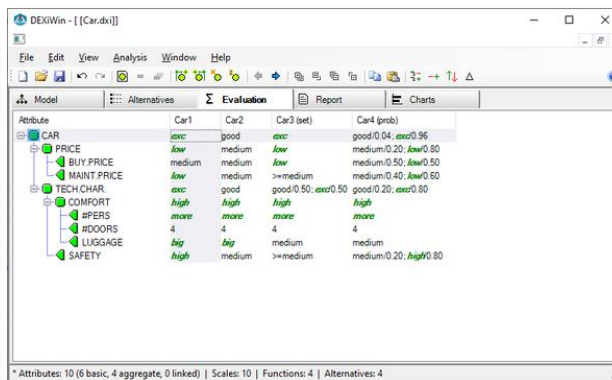 DEXiWin - [ {Car.dxi}]
File Edit View Analysis Window Help
Model Alternatives Σ Evaluation Report Charts
Attribute Car1 Car2 Car3 (set) Car4 (prob)
CAR exc good exc good/0.04; exc/0.96
PRICE low medium low medium/0.20; low/0.80
BUY.PRICE medium medium low medium/0.50; low/0.50
MAINT.PRICE low medium >=medium medium/0.40; low/0.60
TECH.CHAR. exc good good/0.50; exc/0.50 good/0.20; exc/0.80
COMFORT high high high high
#PERS more more more more
#DOORS 4 4 4 4
LUGGAGE big big medium medium
SAFETY high medium >=medium medium/0.20; high/0.80
* Attributes: 10 (6 basic, 4 aggregate, 0 linked) | Scales: 10 | Functions: 4 | Alternatives: 4